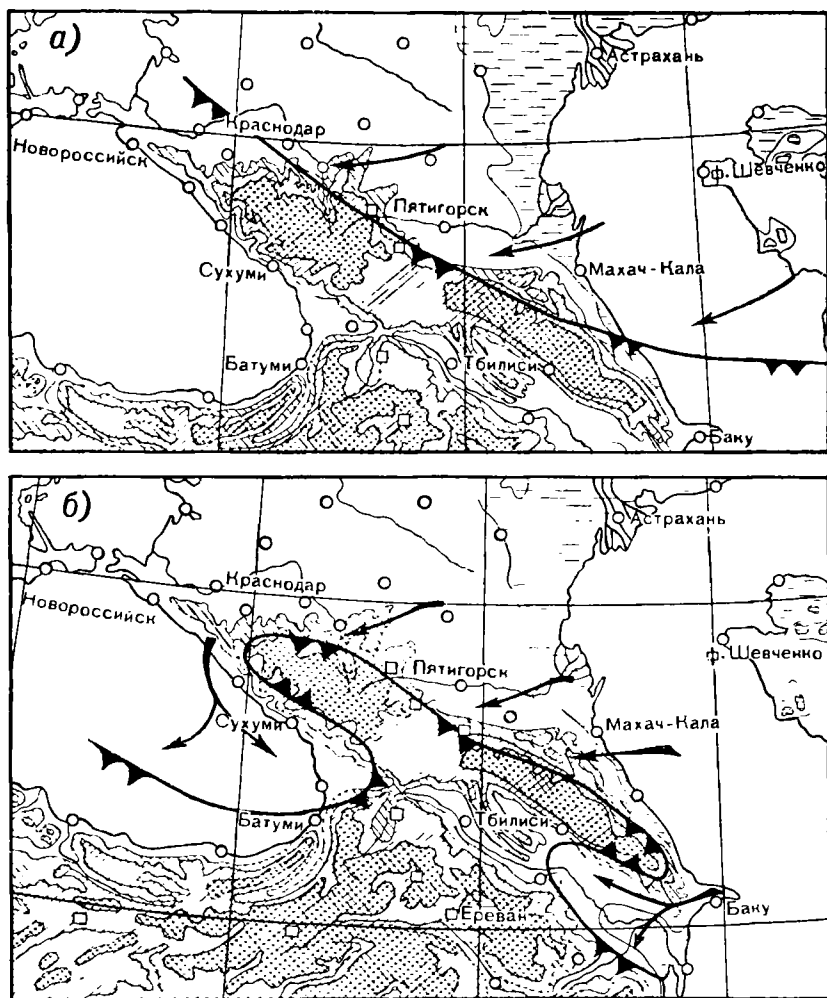 а)
Астрахань
Краснодар
Новороссийск
ф. Шевченко
Пятигорск
Сухуми
Махач-Кала
Батуми
Тбилиси
Баку
б)
Астрахань
Краснодар
Новороссийск
ф. Шевченко
Пятигорск
Сухуми
Махач-Кала
Батуми
Тбилиси
Ереван
Баку